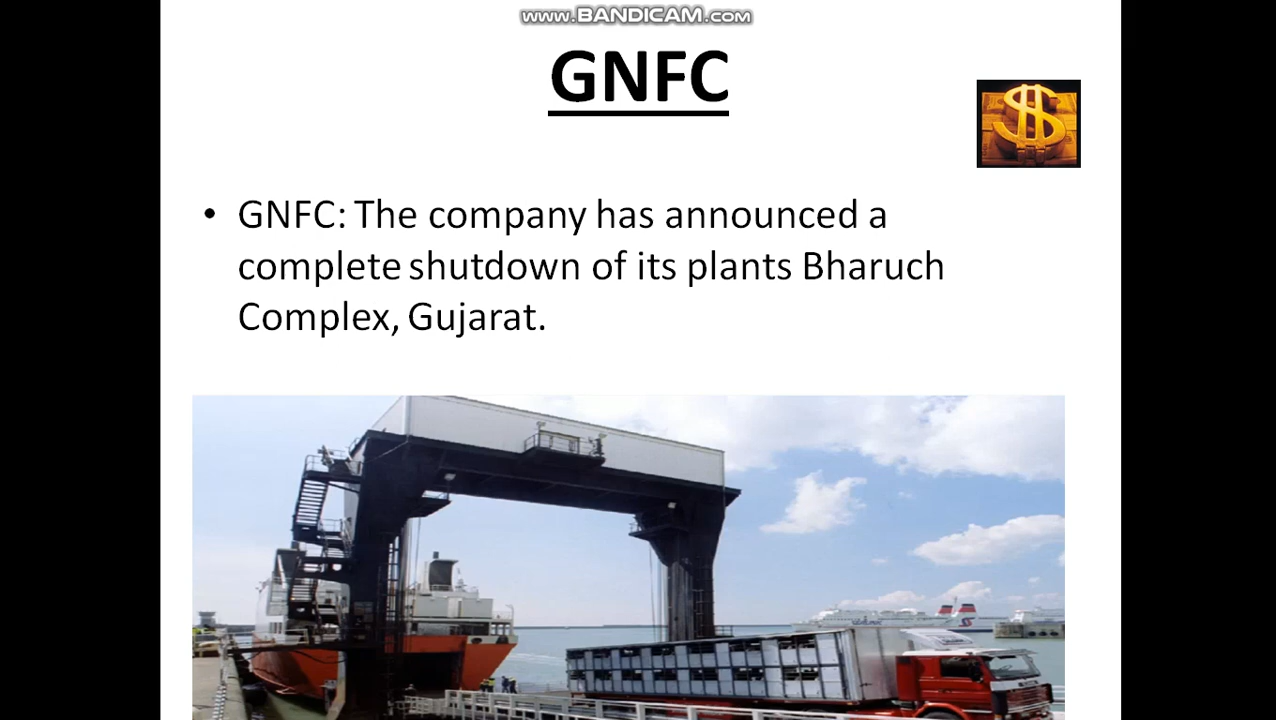 www.BANDICAM.com
GNFC
• GNFC: The company has announced a
complete shutdown of its plants Bharuch
Complex, Gujarat.